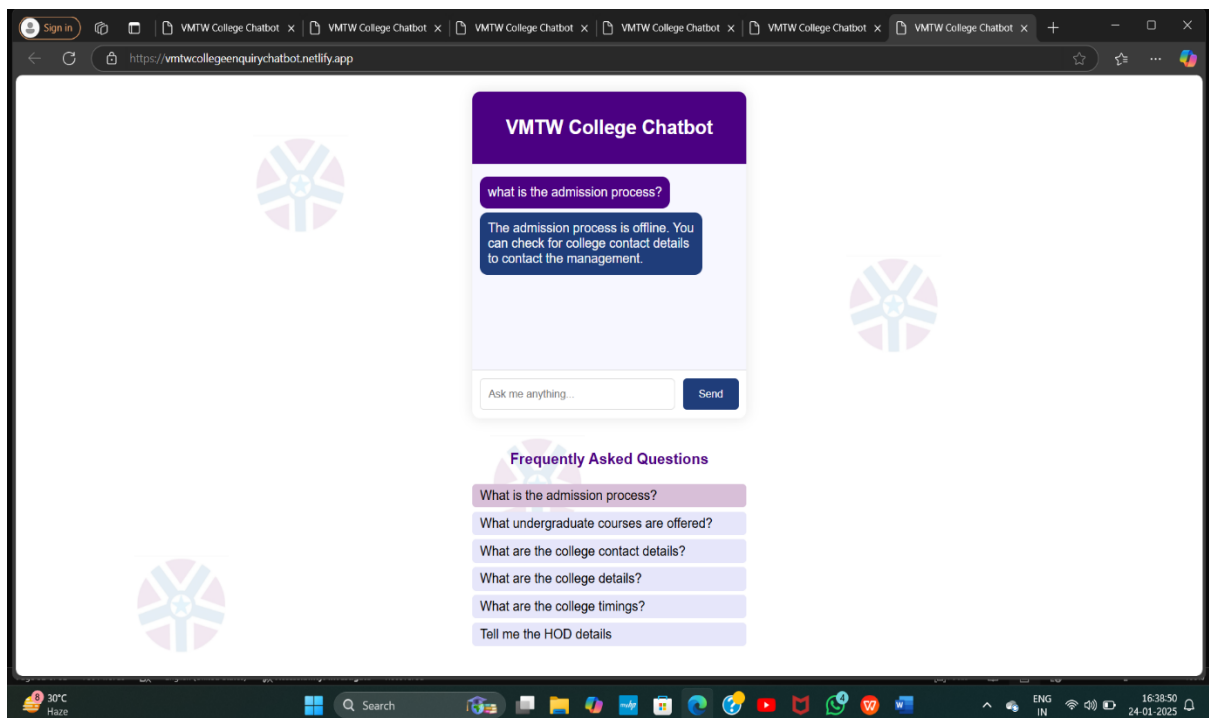 Sign in
VMTW College Chatbot
VMTW College Chatbot
VMTW College Chatbot
VMTW College Chatbot
VMTW College Chatbot
VMTW College Chatbot
https://vmtwcollegeenquirychatbot.netlify.app
VMTW College Chatbot
what is the admission process?
The admission process is offline. You
can check for college contact details
to contact the management.
Ask me anything...
Send
Frequently Asked Questions
What is the admission process?
What undergraduate courses are offered?
What are the college contact details?
What are the college details?
What are the college timings?
Tell me the HOD details
8
30°C
Haze
Search
9
W
ENG
IN
16:38:50
24-01-2025